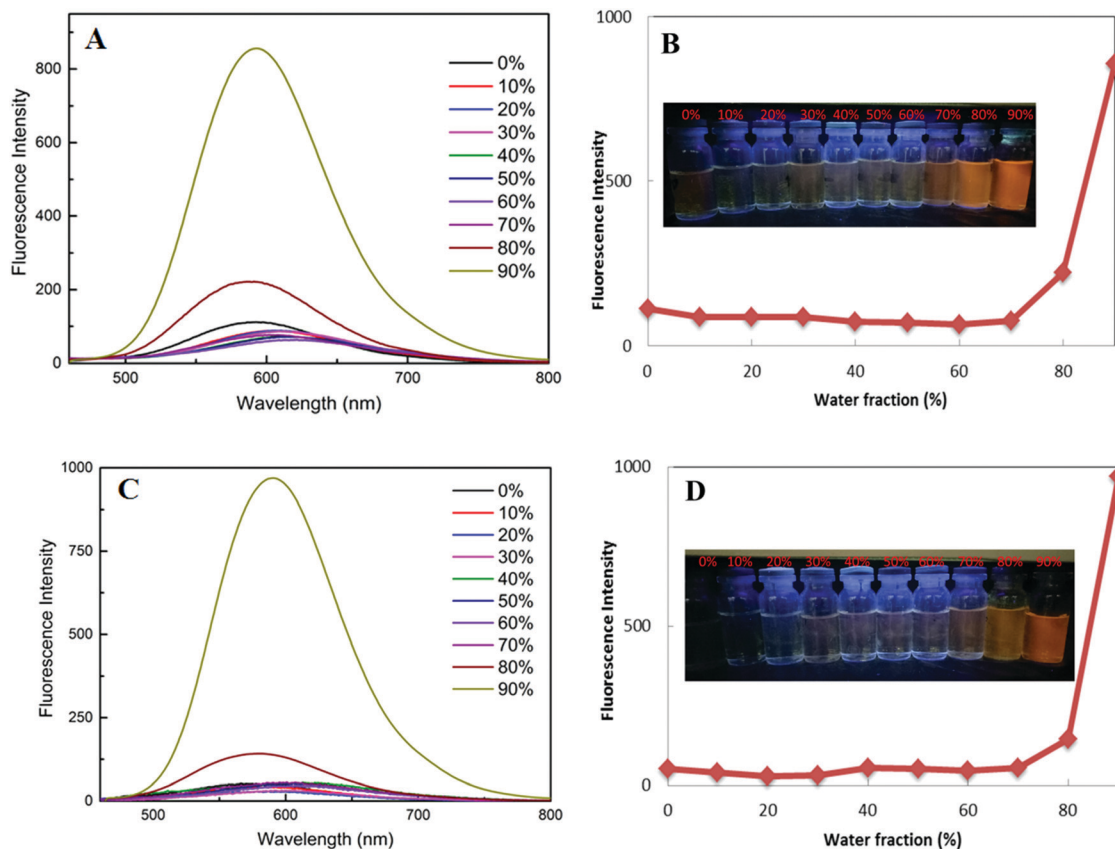 A
Fluorescence Intensity
800
600
400
200
0
500
600
700
800
Wavelength (nm)
0%
10%
20%
30%
40%
50%
60%
70%
80%
90%
B
Fluorescence Intensity
1000
500
0
0% 10% 20% 30% 40% 50% 60% 70% 80% 90%
0 20 40 60 80
Water fraction (%)
C
Fluorescence Intensity
1000
750
500
250
0
500
600
700
800
Wavelength (nm)
0%
10%
20%
30%
40%
50%
60%
70%
80%
90%
D
Fluorescence Intensity
1000
500
0
0% 10% 20% 30% 40% 50% 60% 70% 80% 90%
0 20 40 60 80
Water fraction (%)